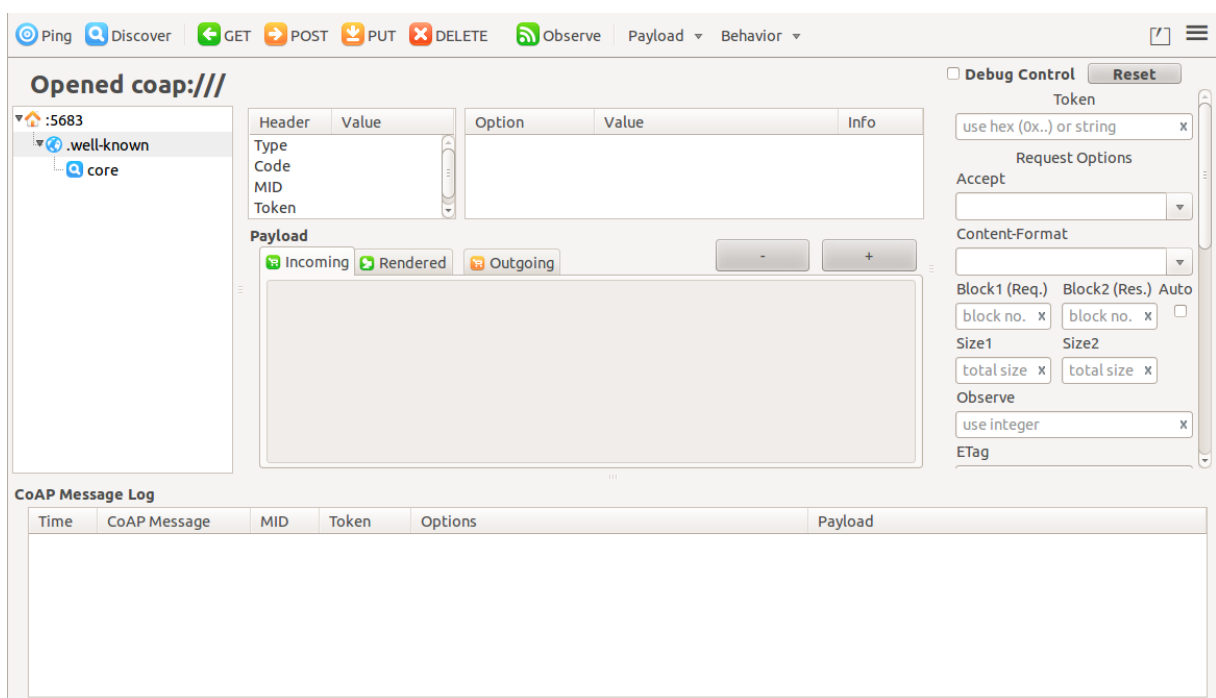 Ping Discover GET POST PUT DELETE Observe Payload Behavior
Opened coap:///
:5683
.well-known
core
Header Value
Type
Code
MID
Token
Option Value Info
Payload
Incoming Rendered Outgoing - +
Debug Control Reset
Token
use hex (0x..) or string x
Request Options
Accept
Content-Format
Block1 (Req.) Block2 (Res.) Auto
block no. x block no. x
Size1 Size2
total size x total size x
Observe
use integer x
ETag
CoAP Message Log
Time CoAP Message MID Token Options Payload